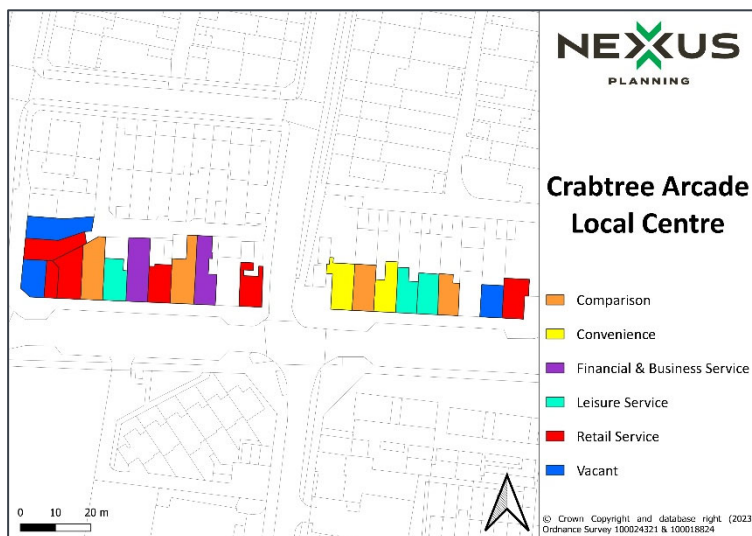 NEXUS
PLANNING
Crabtree Arcade
Local Centre
Comparison
Convenience
Financial & Business Service
Leisure Service
Retail Service
Vacant
0 10 20 m
© Crown Copyright and database right (2023
Ordnance Survey 100024321 & 100018824